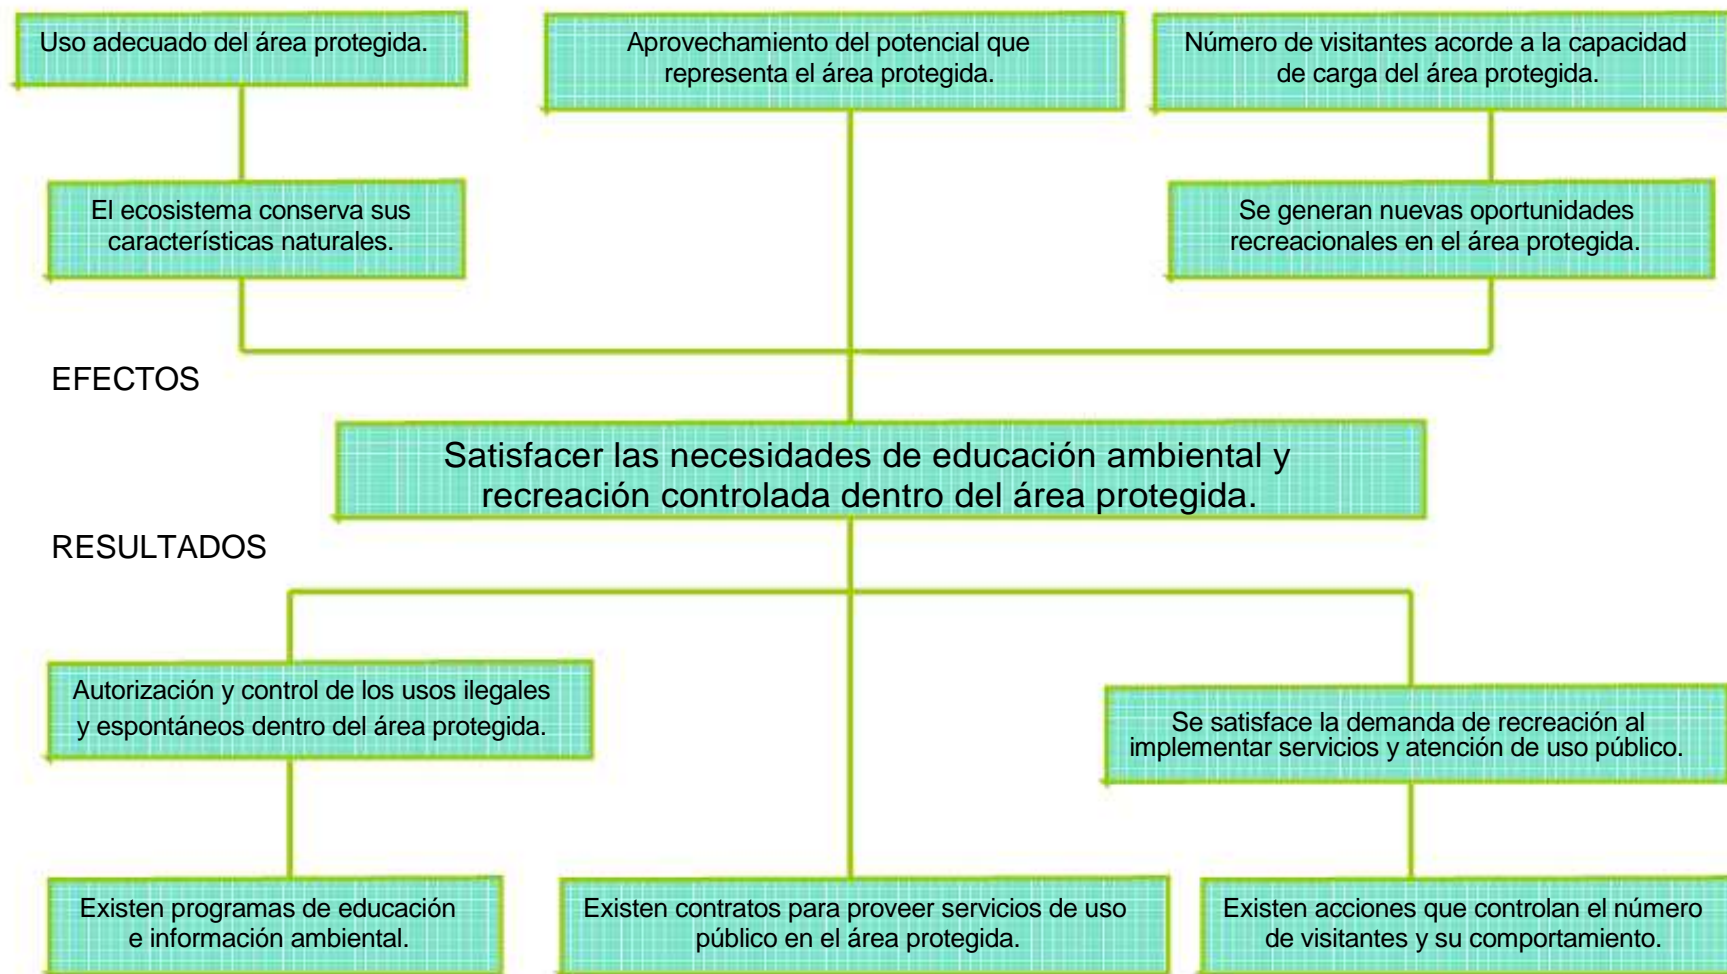 Uso adecuado del área protegida.
Aprovechamiento del potencial que
representa el área protegida.
Número de visitantes acorde a la capacidad
de carga del área protegida.
El ecosistema conserva sus
características naturales.
Se generan nuevas oportunidades
recreacionales en el área protegida.
EFECTOS
Satisfacer las necesidades de educación ambiental y
recreación controlada dentro del área protegida.
RESULTADOS
Autorización y control de los usos ilegales
y espontáneos dentro del área protegida.
Se satisface la demanda de recreación al
implementar servicios y atención de uso público.
Existen programas de educación
e información ambiental.
Existen contratos para proveer servicios de uso
público en el área protegida.
Existen acciones que controlan el número
de visitantes y su comportamiento.